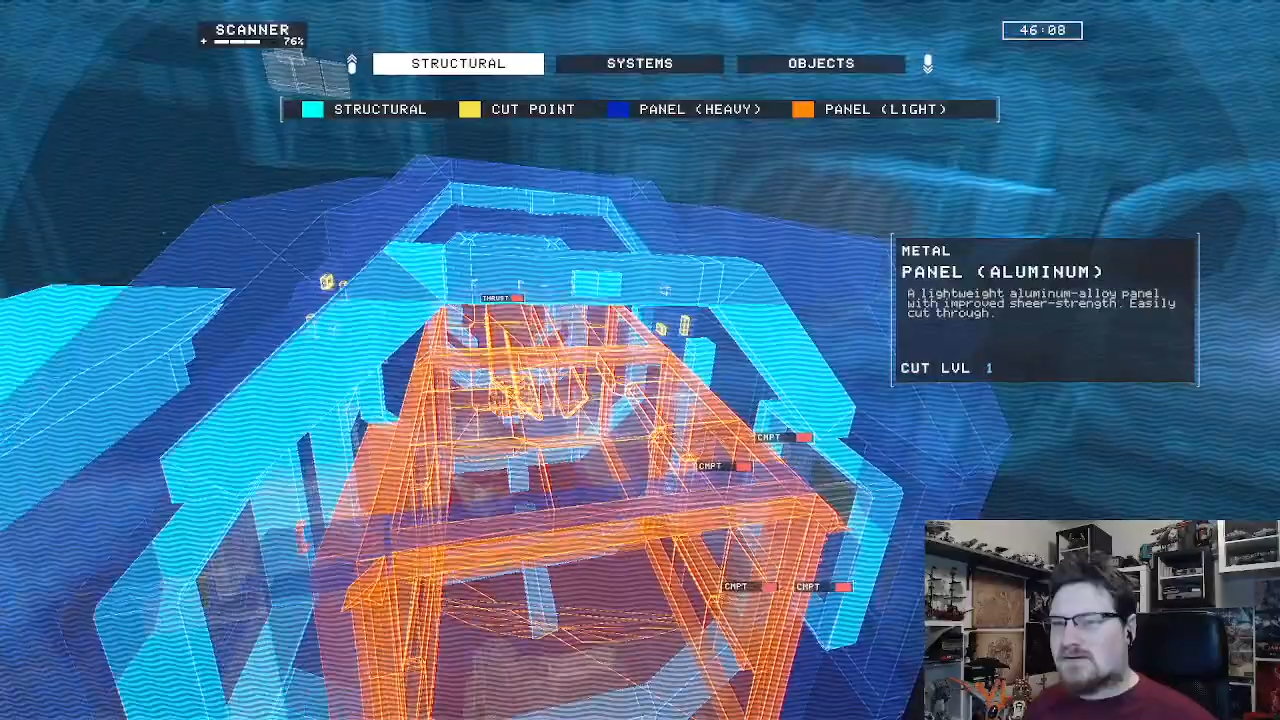 SCANNER
+ 76%
46:08
STRUCTURAL SYSTEMS OBJECTS
STRUCTURAL CUT POINT PANEL (HEAVY) PANEL (LIGHT)
METAL
PANEL (ALUMINUM)
A lightweight aluminum-alloy panel
with improved sheer-strength. Easily
cut through.
CUT LVL 1
THRUST
CMPT
CMPT
CMPT CMPT